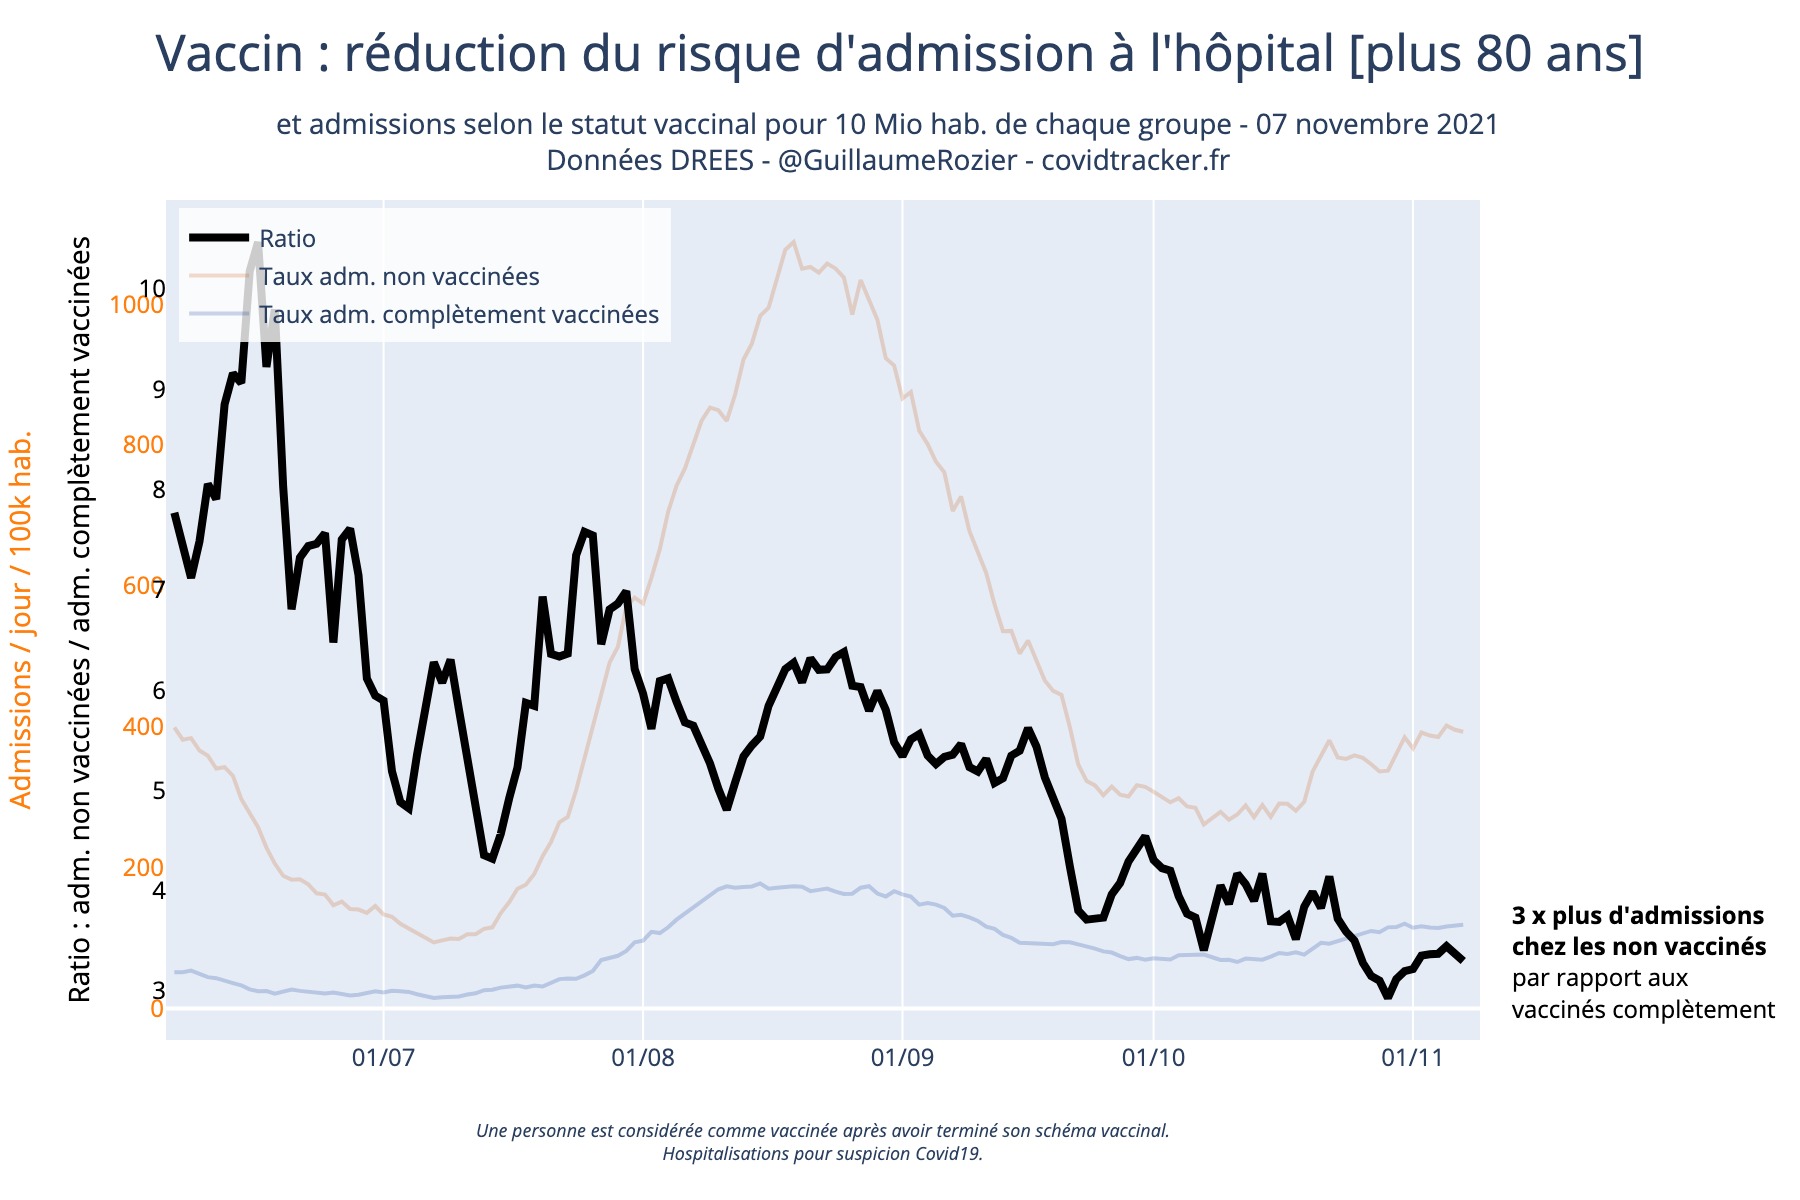 Vaccin : réduction du risque d'admission à l'hôpital [plus 80 ans]
et admissions selon le statut vaccinal pour 10 Mio hab. de chaque groupe - 07 novembre 2021
Données DREES - @GuillaumeRozier - covidtracker.fr
Ratio
Taux adm. non vaccinées
Taux adm. complètement vaccinées
Admissions / jour / 100k hab.
Ratio : adm. non vaccinées / adm. complètement vaccinées
10
1000
9
800
8
600
7
6
400
5
200
4
3
0
01/07
01/08
01/09
01/10
01/11
3 x plus d'admissions
chez les non vaccinés
par rapport aux
vaccinés complètement
Une personne est considérée comme vaccinée après avoir terminé son schéma vaccinal.
Hospitalisations pour suspicion Covid19.